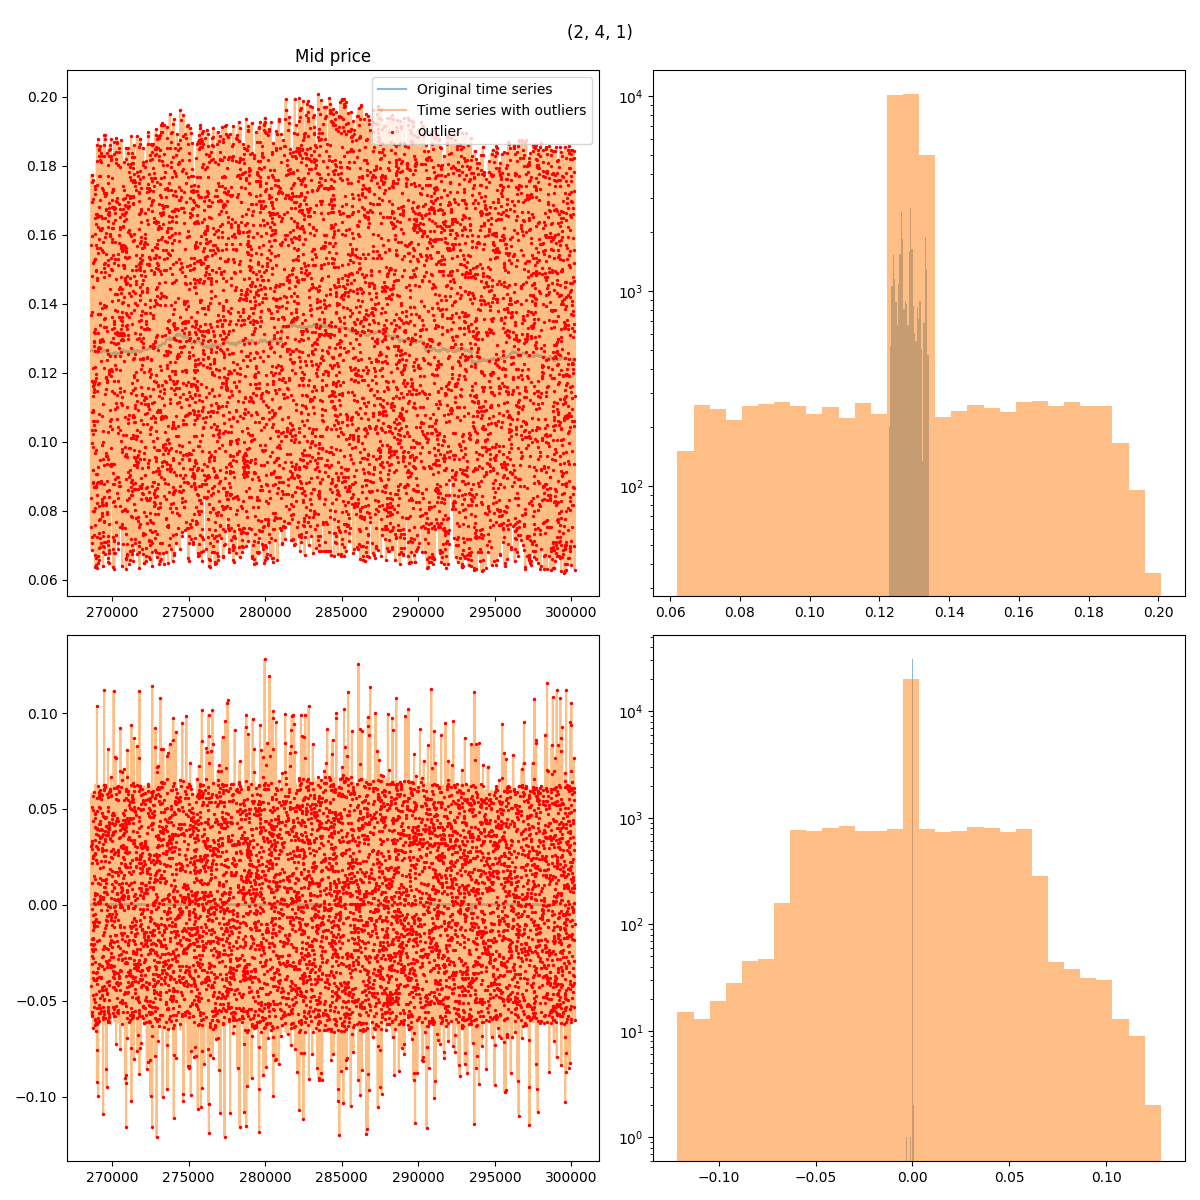 (2, 4, 1)
Mid price
Original time series
Time series with outliers
outlier
0.20
0.18
0.16
0.14
0.12
0.10
0.08
0.06
270000 275000 280000 285000 290000 295000 300000
10^4
10^3
10^2
0.06 0.08 0.10 0.12 0.14 0.16 0.18 0.20
0.10
0.05
0.00
−0.05
−0.10
270000 275000 280000 285000 290000 295000 300000
10^4
10^3
10^2
10^1
10^0
−0.10 −0.05 0.00 0.05 0.10